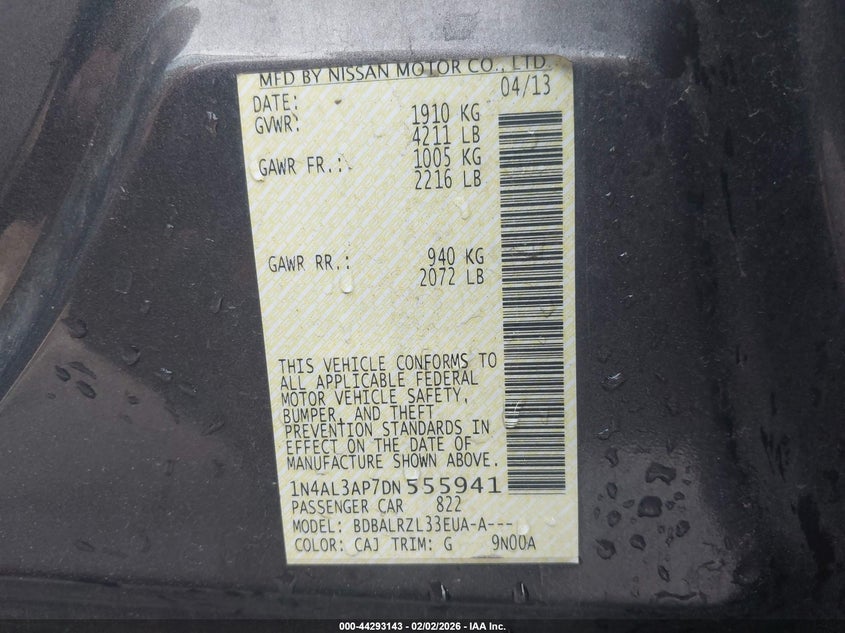 MFD BY NISSAN MOTOR CO., LTD.
DATE: 04/13
GVWR: 1910 KG
4211 LB
GAWR FR.: 1005 KG
2216 LB
GAWR RR.: 940 KG
2072 LB
THIS VEHICLE CONFORMS TO
ALL APPLICABLE FEDERAL
MOTOR VEHICLE SAFETY,
BUMPER, AND THEFT
PREVENTION STANDARDS IN
EFFECT ON THE DATE OF
MANUFACTURE SHOWN ABOVE.
1N4AL3AP7DN555941
PASSENGER CAR 822
MODEL: BDBALRZL33EUA-A---
COLOR: CAJ TRIM: G 9N00A
000-44293143 - 02/02/2026 - IAA Inc.